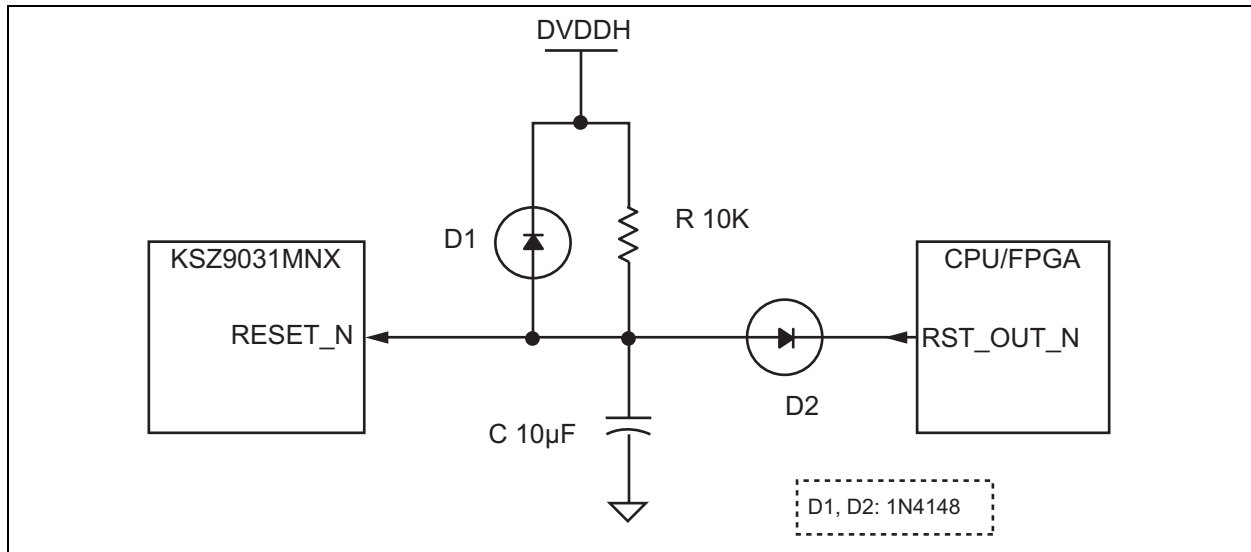 DVDDH
D1
R 10K
KSZ9031MNX
CPU/FPGA
RESET_N
RST_OUT_N
D2
C 10µF
D1, D2: 1N4148